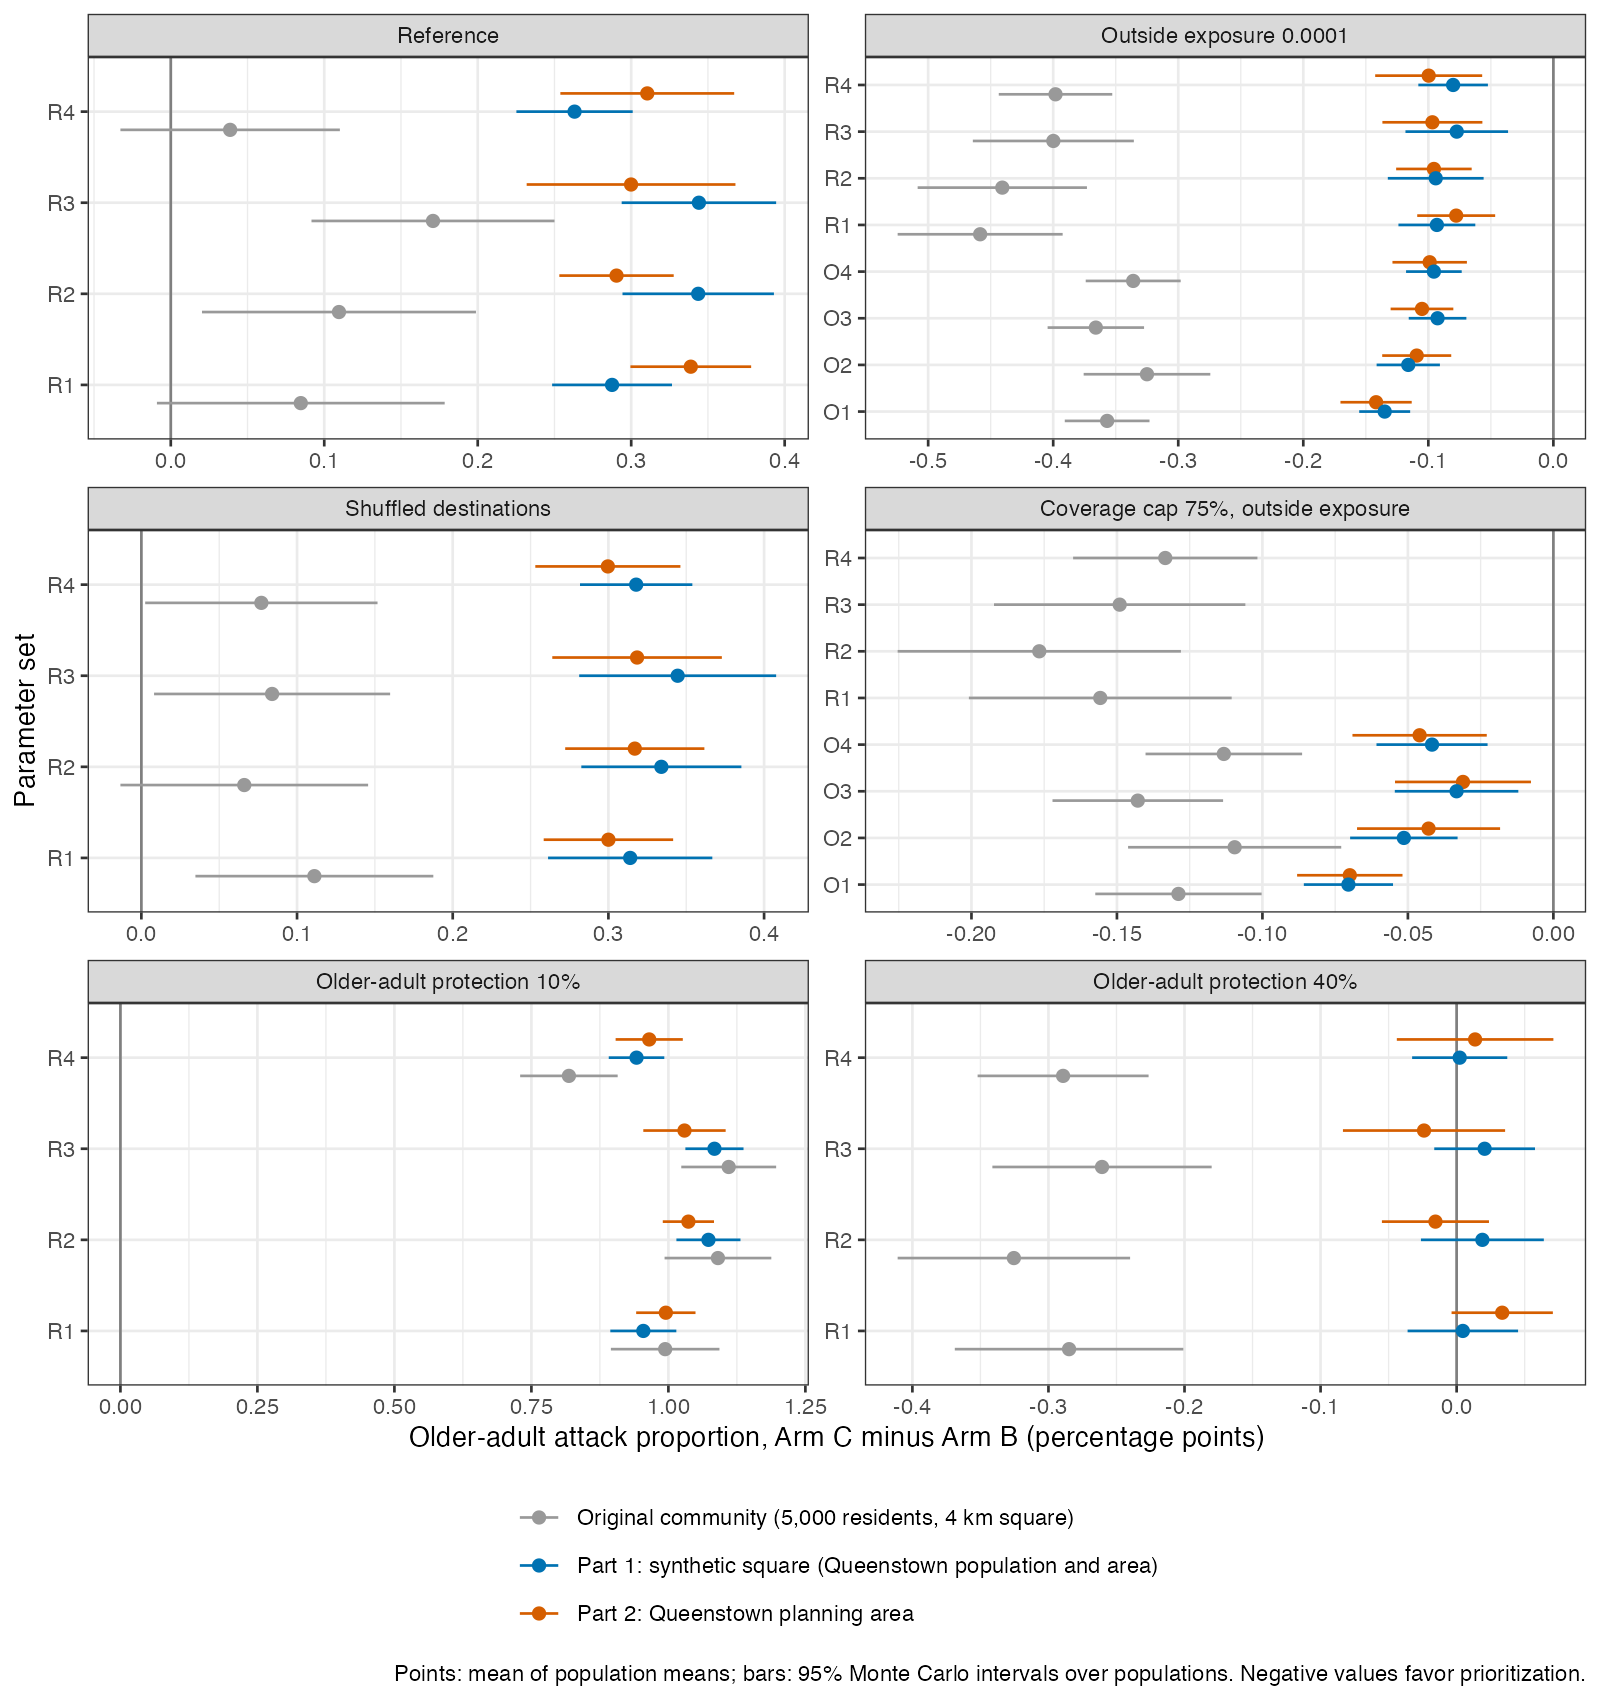 Reference
R4
R3
R2
R1
0.0 0.1 0.2 0.3 0.4
Outside exposure 0.0001
R4
R3
R2
R1
O4
O3
O2
O1
-0.5 -0.4 -0.3 -0.2 -0.1 0.0
Parameter set
Shuffled destinations
R4
R3
R2
R1
0.0 0.1 0.2 0.3 0.4
Coverage cap 75%, outside exposure
R4
R3
R2
R1
O4
O3
O2
O1
-0.20 -0.15 -0.10 -0.05 0.00
Older-adult protection 10%
R4
R3
R2
R1
0.00 0.25 0.50 0.75 1.00 1.25
Older-adult protection 40%
R4
R3
R2
R1
-0.4 -0.3 -0.2 -0.1 0.0
Older-adult attack proportion, Arm C minus Arm B (percentage points)
Original community (5,000 residents, 4 km square)
Part 1: synthetic square (Queenstown population and area)
Part 2: Queenstown planning area
Points: mean of population means; bars: 95% Monte Carlo intervals over populations. Negative values favor prioritization.